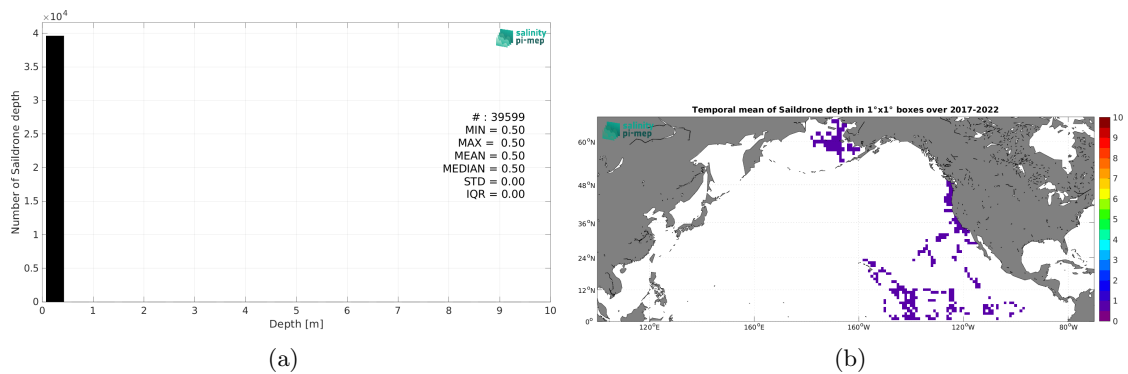 ×10⁴
4
3.5
3
2.5
2
1.5
1
0.5
0
Number of Saildrone depth
salinity
pi-mep
# : 39599
MIN = 0.50
MAX = 0.50
MEAN = 0.50
MEDIAN = 0.50
STD = 0.00
IQR = 0.00
0 1 2 3 4 5 6 7 8 9 10
Depth [m]
(a)
Temporal mean of Saildrone depth in 1°x1° boxes over 2017-2022
salinity
pi-mep
60°N
48°N
36°N
24°N
12°N
0°
120°E 160°E 160°W 120°W 80°W
10
9
8
7
6
5
4
3
2
1
0
(b)